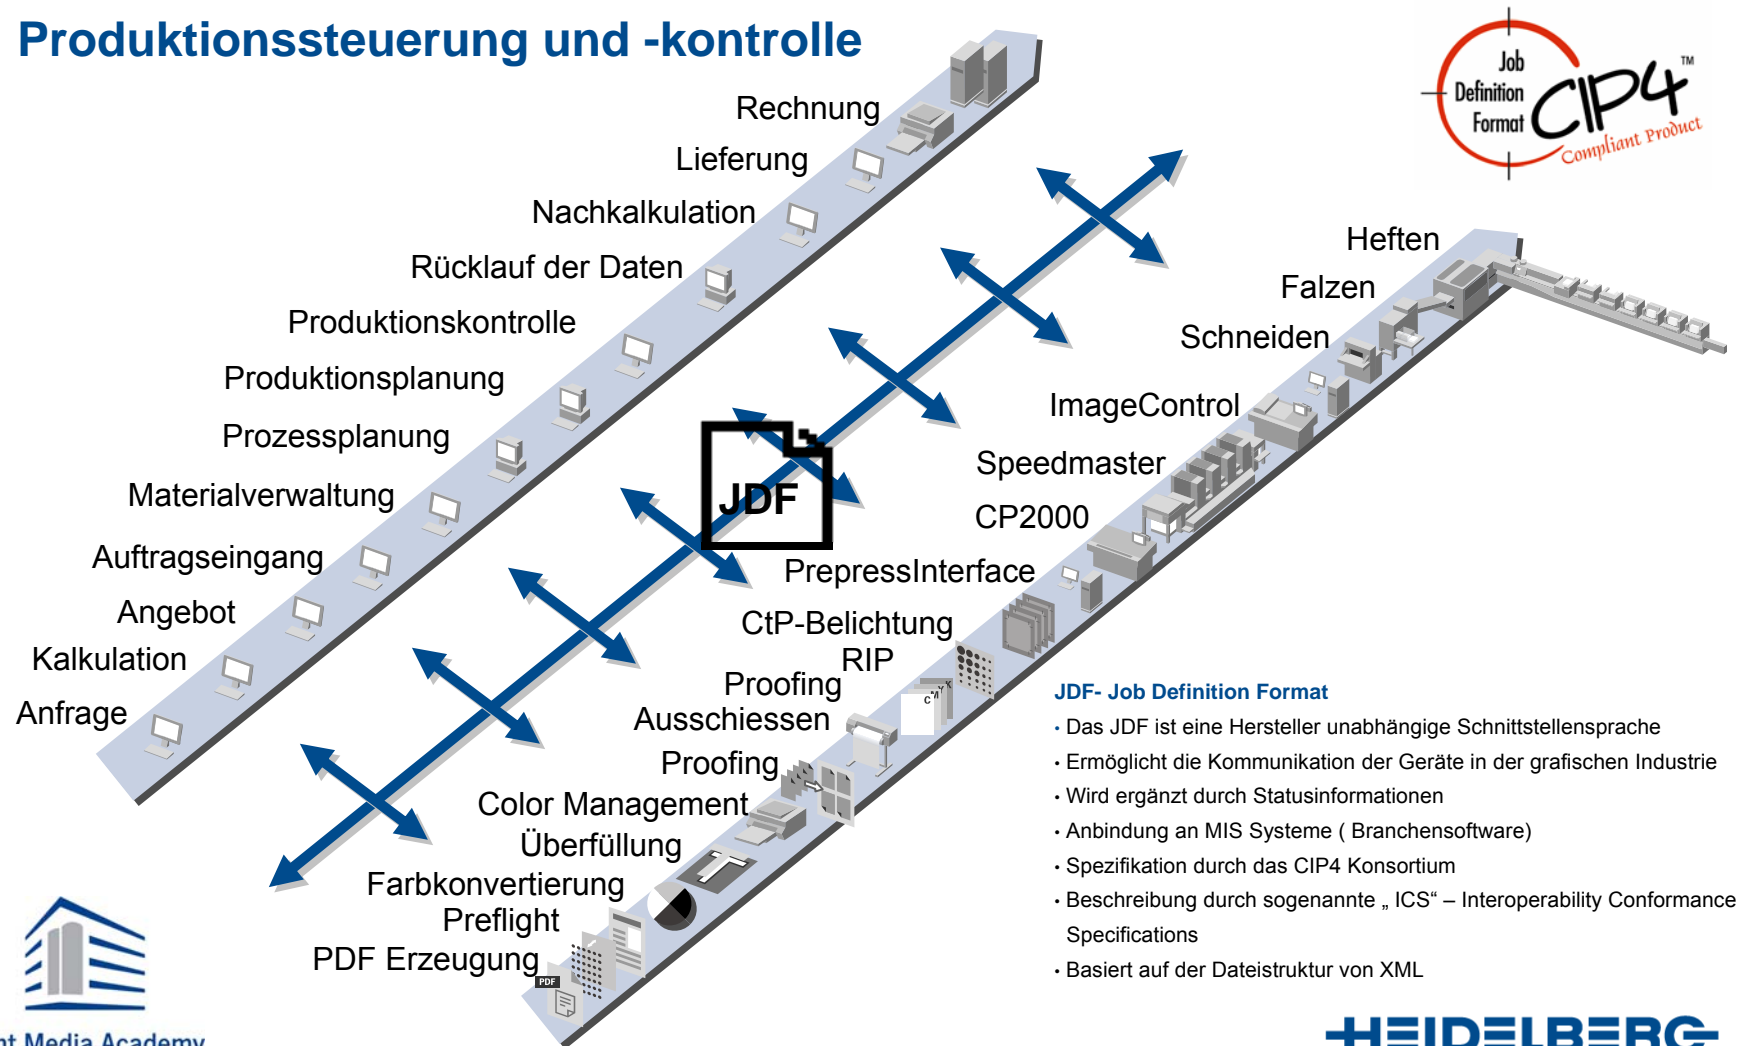 Produktionssteuerung und -kontrolle
Job
Definition
Format
CIP4 ™
Compliant Product
Rechnung
Lieferung
Nachkalkulation
Rücklauf der Daten
Produktionskontrolle
Produktionsplanung
Prozessplanung
Materialverwaltung
Auftragseingang
Angebot
Kalkulation
Anfrage
JDF
Heften
Falzen
Schneiden
ImageControl
Speedmaster
CP2000
PrepressInterface
CtP-Belichtung
RIP
Proofing
Ausschiessen
Proofing
Color Management
Überfüllung
Farbkonvertierung
Preflight
PDF Erzeugung
C M Y K
T
PDF
JDF- Job Definition Format
• Das JDF ist eine Hersteller unabhängige Schnittstellensprache
• Ermöglicht die Kommunikation der Geräte in der grafischen Industrie
• Wird ergänzt durch Statusinformationen
• Anbindung an MIS Systeme ( Branchensoftware)
• Spezifikation durch das CIP4 Konsortium
• Beschreibung durch sogenannte „ ICS“ – Interoperability Conformance
Specifications
• Basiert auf der Dateistruktur von XML
nt Media Academy
HEIDELBERG